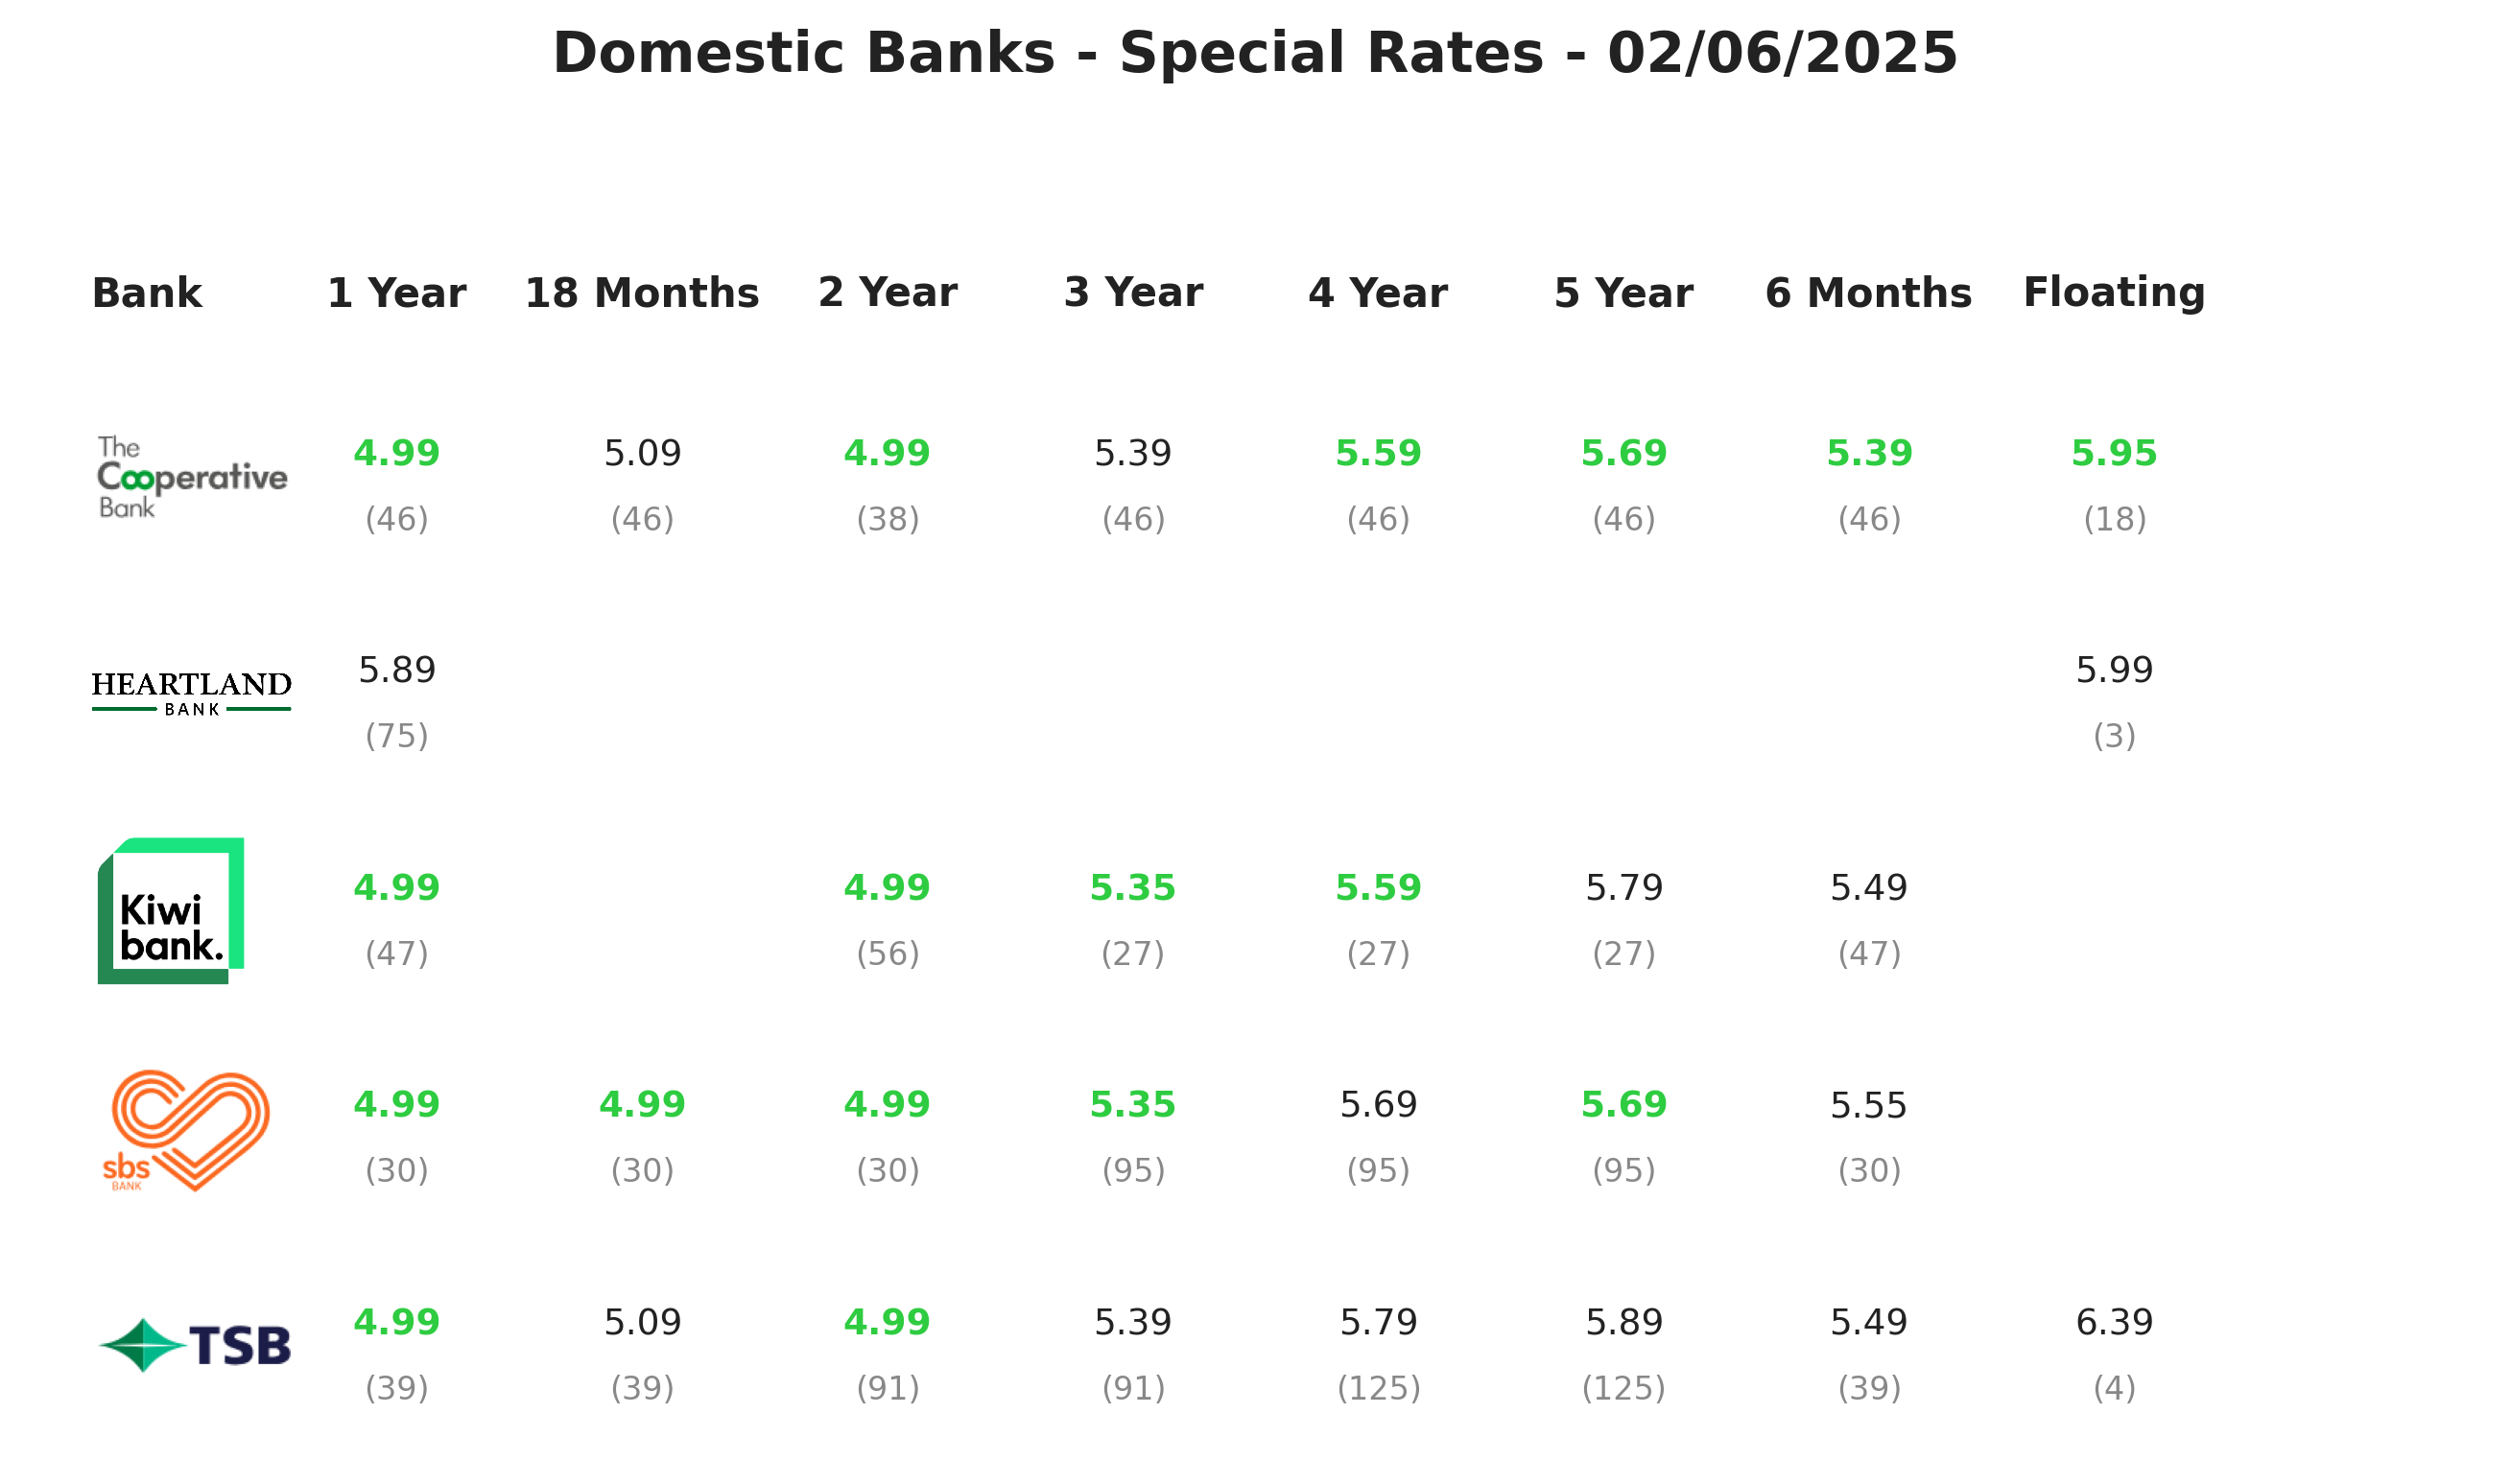 Domestic Banks - Special Rates - 02/06/2025
Bank 1 Year 18 Months 2 Year 3 Year 4 Year 5 Year 6 Months Floating
The
Cooperative
Bank
4.99 5.09 4.99 5.39 5.59 5.69 5.39 5.95
(46) (46) (38) (46) (46) (46) (46) (18)
HEARTLAND
BANK
5.89 5.99
(75) (3)
Kiwi
bank.
4.99 4.99 5.35 5.59 5.79 5.49
(47) (56) (27) (27) (27) (47)
sbs
BANK
4.99 4.99 4.99 5.35 5.69 5.69 5.55
(30) (30) (30) (95) (95) (95) (30)
TSB
4.99 5.09 4.99 5.39 5.79 5.89 5.49 6.39
(39) (39) (91) (91) (125) (125) (39) (4)